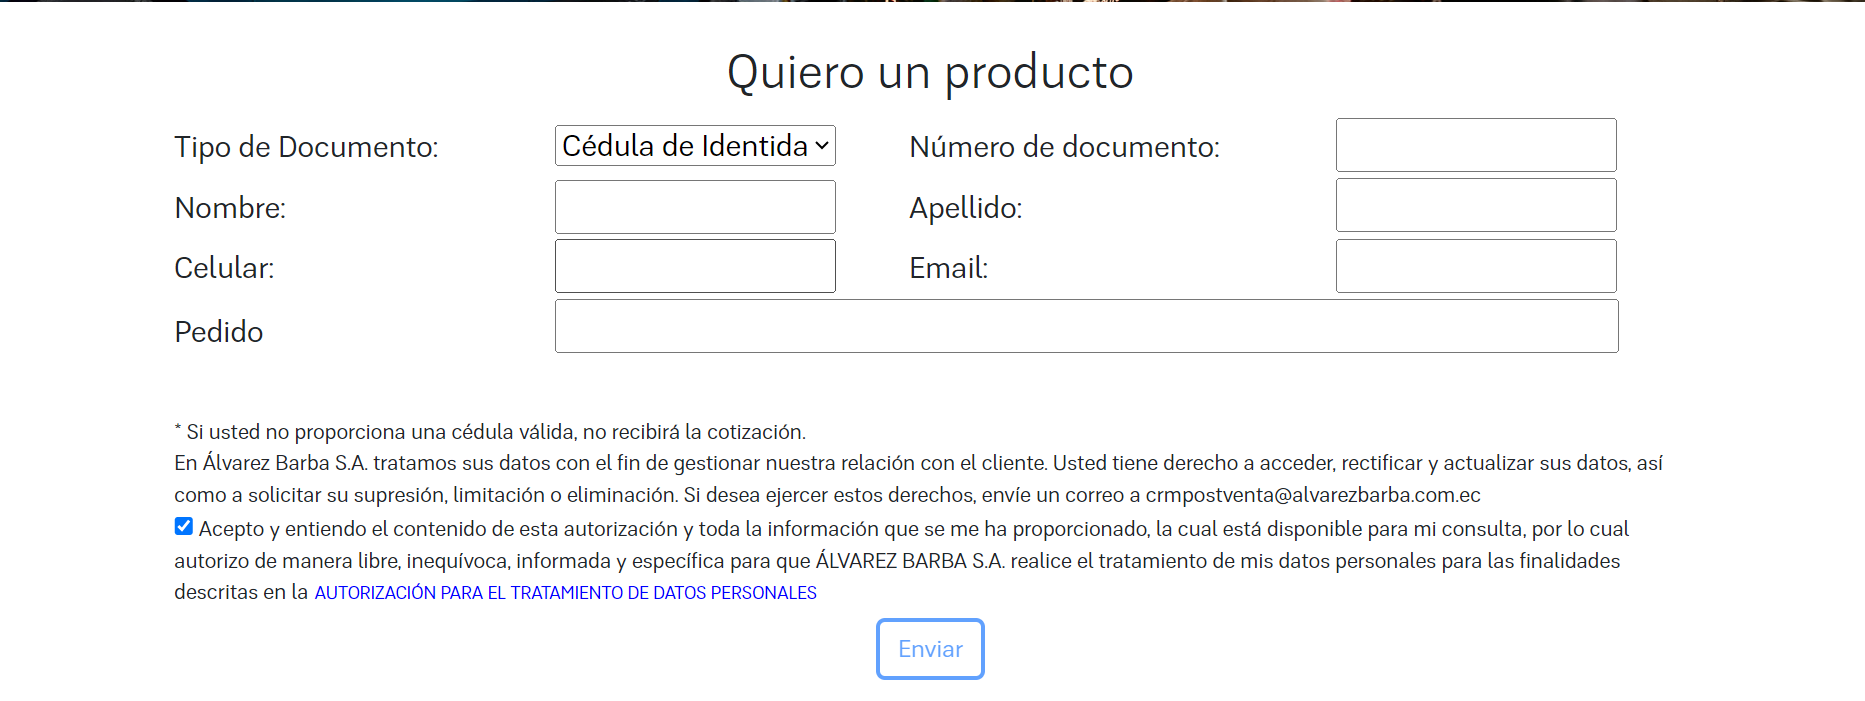 Quiero un producto
Tipo de Documento: Cédula de Identida Número de documento:
Nombre: Apellido:
Celular: Email:
Pedido
* Si usted no proporciona una cédula válida, no recibirá la cotización.
En Álvarez Barba S.A. tratamos sus datos con el fin de gestionar nuestra relación con el cliente. Usted tiene derecho a acceder, rectificar y actualizar sus datos, así
como a solicitar su supresión, limitación o eliminación. Si desea ejercer estos derechos, envíe un correo a crmpostventa@alvarezbarba.com.ec
Acepto y entiendo el contenido de esta autorización y toda la información que se me ha proporcionado, la cual está disponible para mi consulta, por lo cual
autorizo de manera libre, inequívoca, informada y específica para que ÁLVAREZ BARBA S.A. realice el tratamiento de mis datos personales para las finalidades
descritas en la AUTORIZACIÓN PARA EL TRATAMIENTO DE DATOS PERSONALES
Enviar